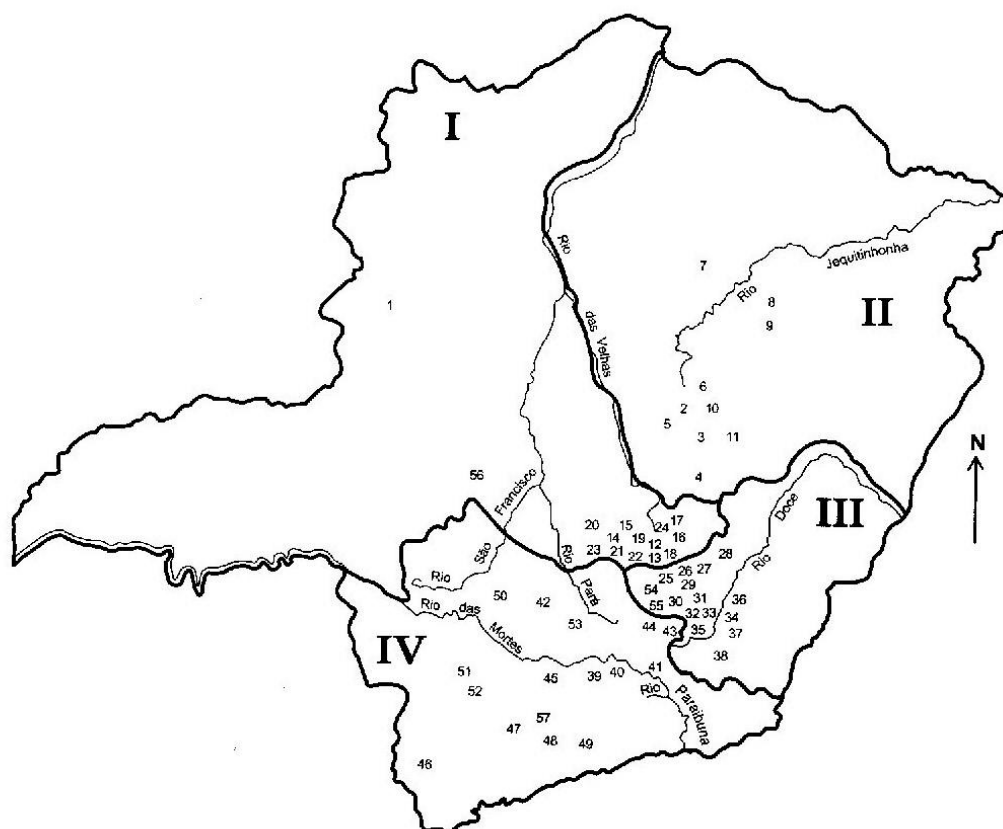 I
Rio
das Velhas
7
Rio
Jequitinhonha
8
9
II
1
6
2
10
5
3
11
N
4
56
Francisco
São
Rio
Rio
Pará
20
15
17
24
14
19
16
12
23
21
22
13
18
28
Rio
Doce
III
26
27
25
29
54
31
36
55
30
32
33
34
44
43
35
37
38
50
42
53
Rio das
Mortes
IV
51
52
45
39
40
41
Rio
Paraibuna
57
47
48
49
46